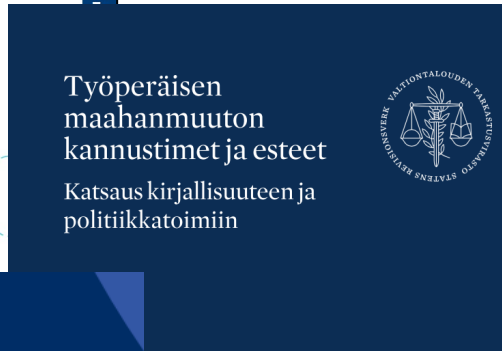 Työperäisen
maahanmuuton
kannustimet ja esteet
Katsaus kirjallisuuteen ja
politiikkatoimiin
VALTIONTALOUDEN TARKASTUSVIRASTO
STATENS REVISIONSVERK